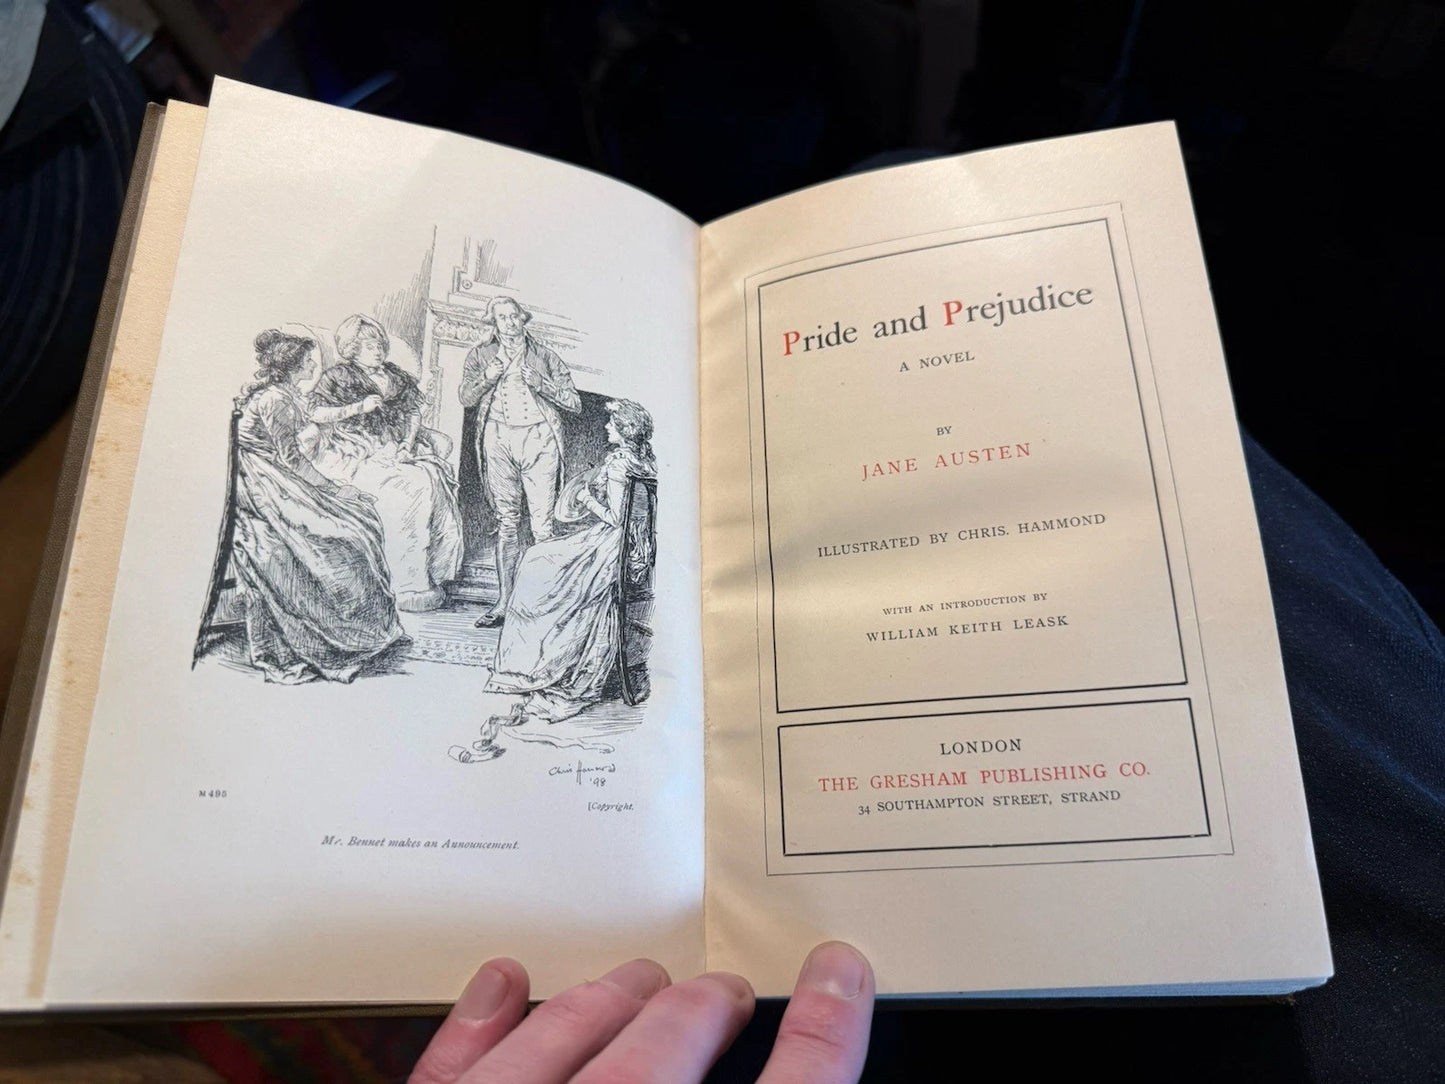 Chris Hammond
'98
M 495
[Copyright.
Mr. Bennet makes an Announcement.
Pride and Prejudice
A NOVEL
BY
JANE AUSTEN
ILLUSTRATED BY CHRIS. HAMMOND
WITH AN INTRODUCTION BY
WILLIAM KEITH LEASK
LONDON
THE GRESHAM PUBLISHING CO.
34 SOUTHAMPTON STREET, STRAND